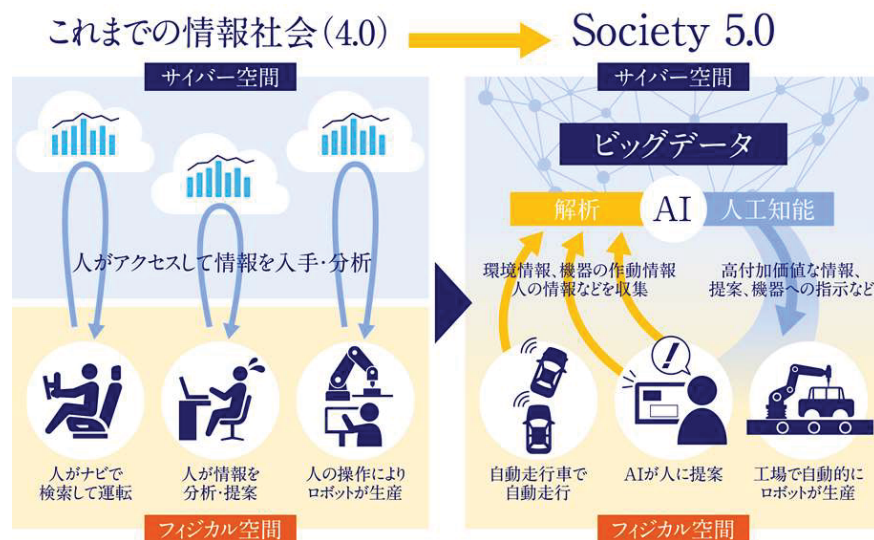 これまでの情報社会(4.0)
Society 5.0
サイバー空間
人がアクセスして情報を入手・分析
人がナビで
検索して運転
人が情報を
分析・提案
人の操作により
ロボットが生産
フィジカル空間
サイバー空間
ビッグデータ
解析
AI
人工知能
環境情報、機器の作動情報
人の情報などを収集
高付加価値な情報、
提案、機器への指示など
自動走行車で
自動走行
AIが人に提案
工場で自動的に
ロボットが生産
フィジカル空間